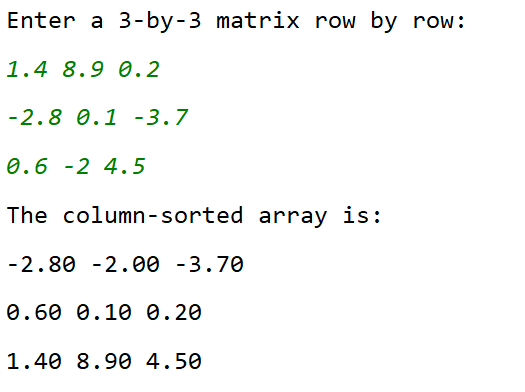 Enter a 3-by-3 matrix row by row:
1.4 8.9 0.2
-2.8 0.1 -3.7
0.6 -2 4.5
The column-sorted array is:
-2.80 -2.00 -3.70
0.60 0.10 0.20
1.40 8.90 4.50